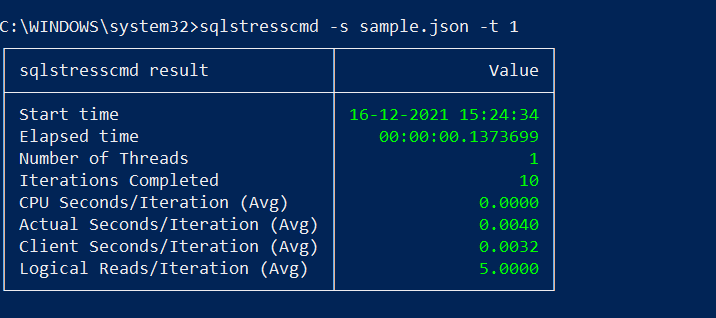 C:\WINDOWS\system32>sqlstresscmd -s sample.json -t 1
sqlstresscmd result Value
Start time 16-12-2021 15:24:34
Elapsed time 00:00:00.1373699
Number of Threads 1
Iterations Completed 10
CPU Seconds/Iteration (Avg) 0.0000
Actual Seconds/Iteration (Avg) 0.0040
Client Seconds/Iteration (Avg) 0.0032
Logical Reads/Iteration (Avg) 5.0000